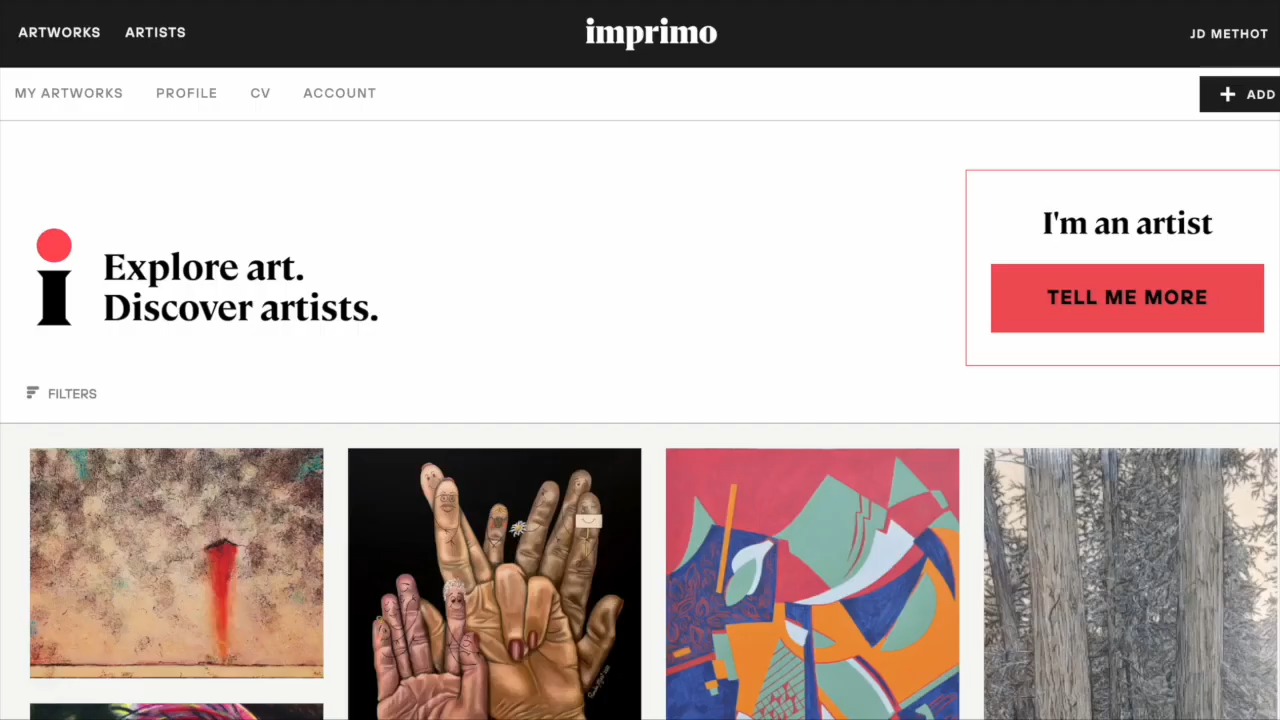 ARTWORKS ARTISTS imprimo JD METHOT
MY ARTWORKS PROFILE CV ACCOUNT + ADD
I'm an artist
TELL ME MORE
i Explore art.
Discover artists.
FILTERS